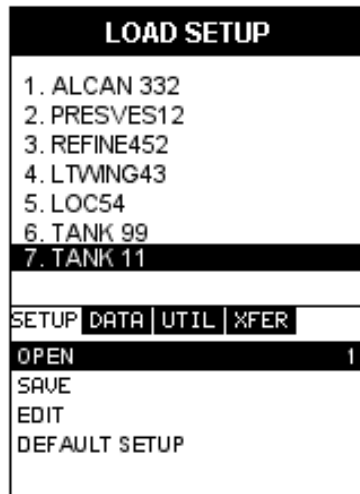 LOAD SETUP
1. ALCAN 332
2. PRESVES12
3. REFINE452
4. LTWING43
5. LOC54
6. TANK 99
7. TANK 11
SETUP DATA UTIL XFER
OPEN 1
SAVE
EDIT
DEFAULT SETUP